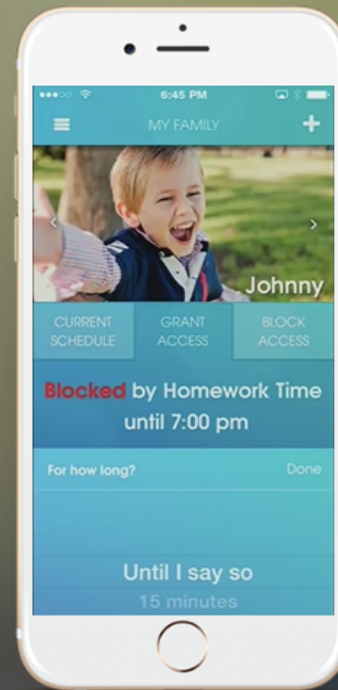 6:45 PM
MY FAMILY
Johnny
CURRENT SCHEDULE
GRANT ACCESS
BLOCK ACCESS
Blocked by Homework Time
until 7:00 pm
For how long? Done
Until I say so
15 minutes